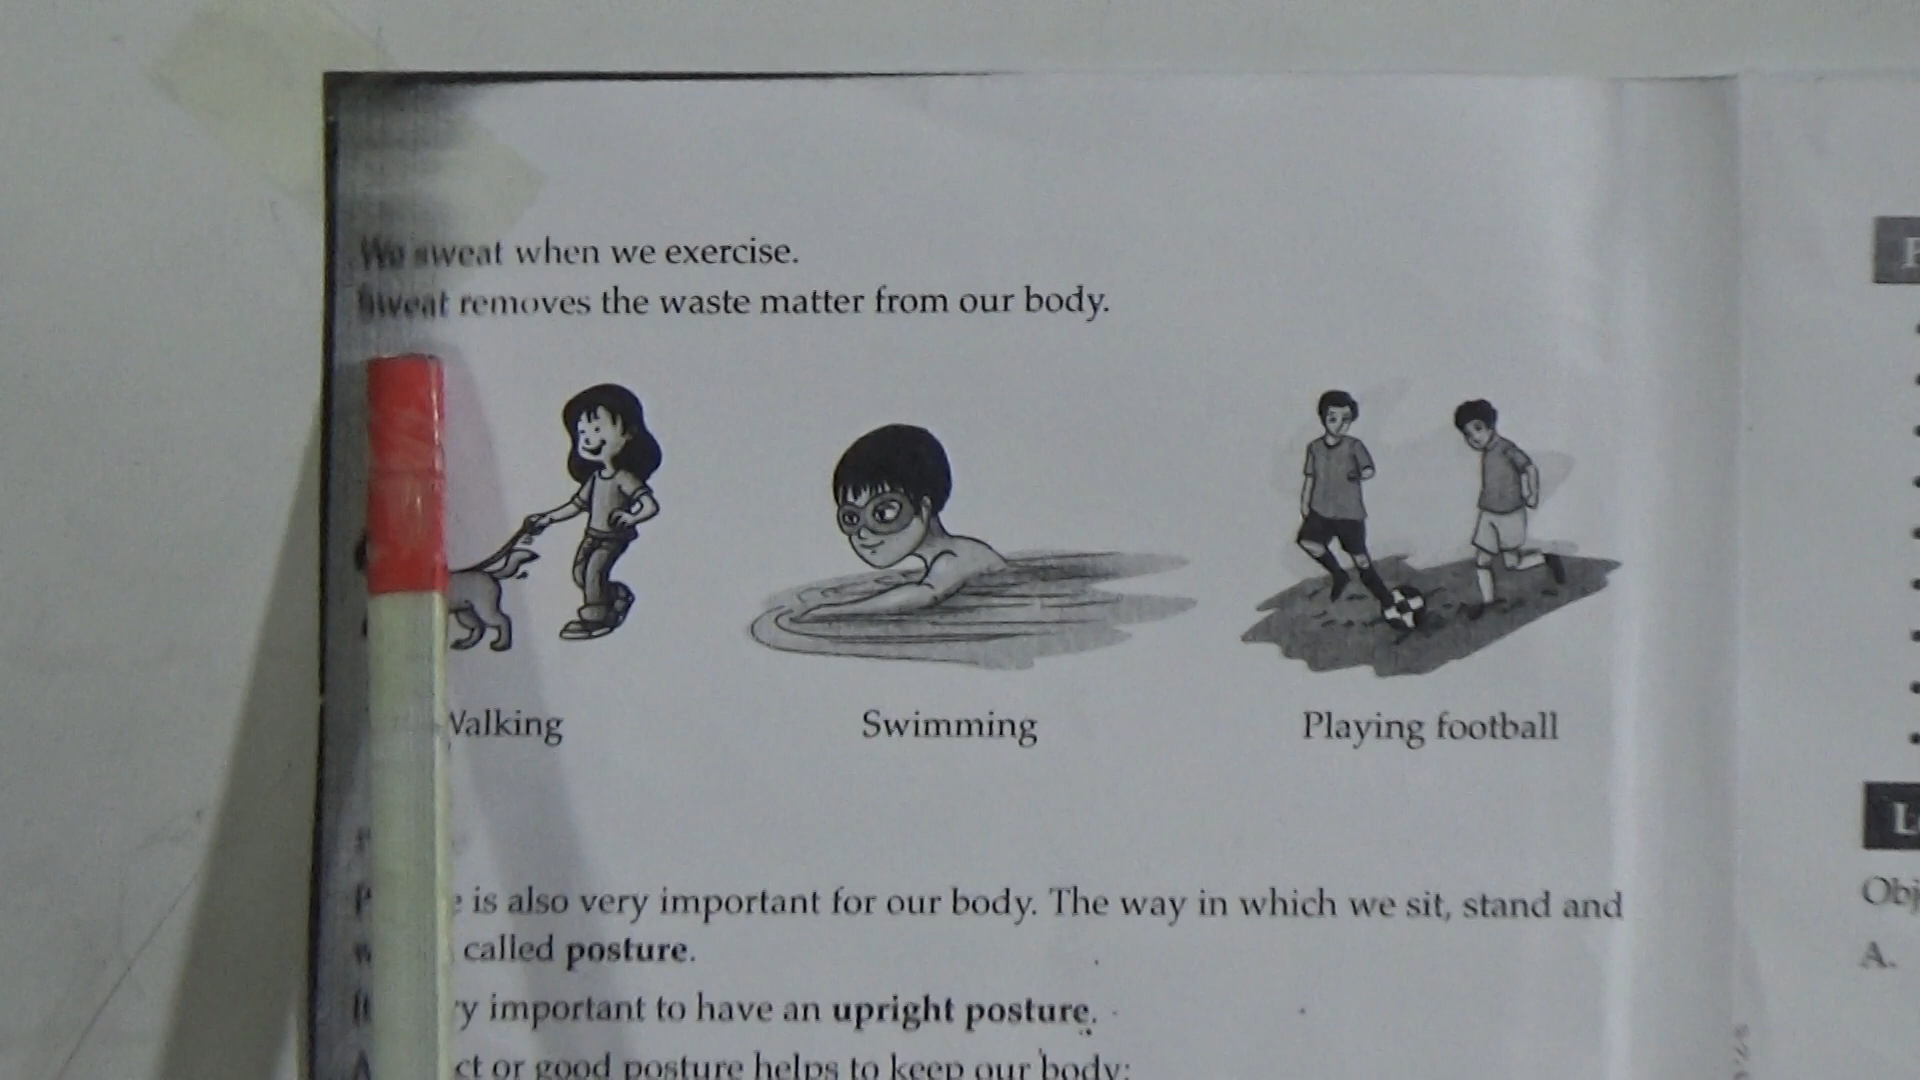 We sweat when we exercise.
Sweat removes the waste matter from our body.
Walking
Swimming
Playing football
is also very important for our body. The way in which we sit, stand and
called posture.
important to have an upright posture.
or good posture helps to keep our body:
A.